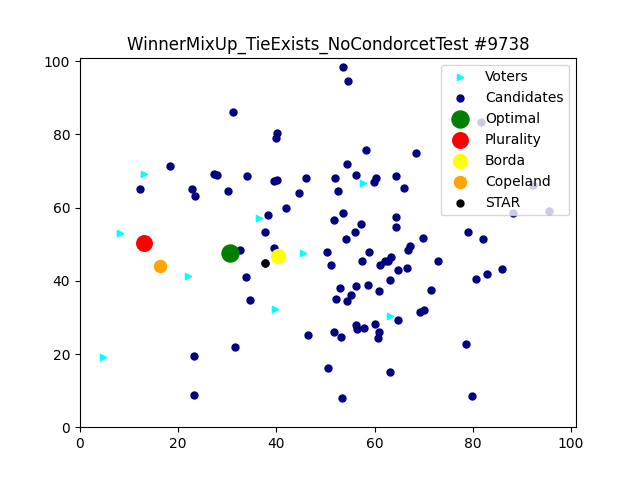 WinnerMixUp_TieExists_NoCondorcetTest #9738
Voters
Candidates
Optimal
Plurality
Borda
Copeland
STAR
100
80
60
40
20
0
0 20 40 60 80 100